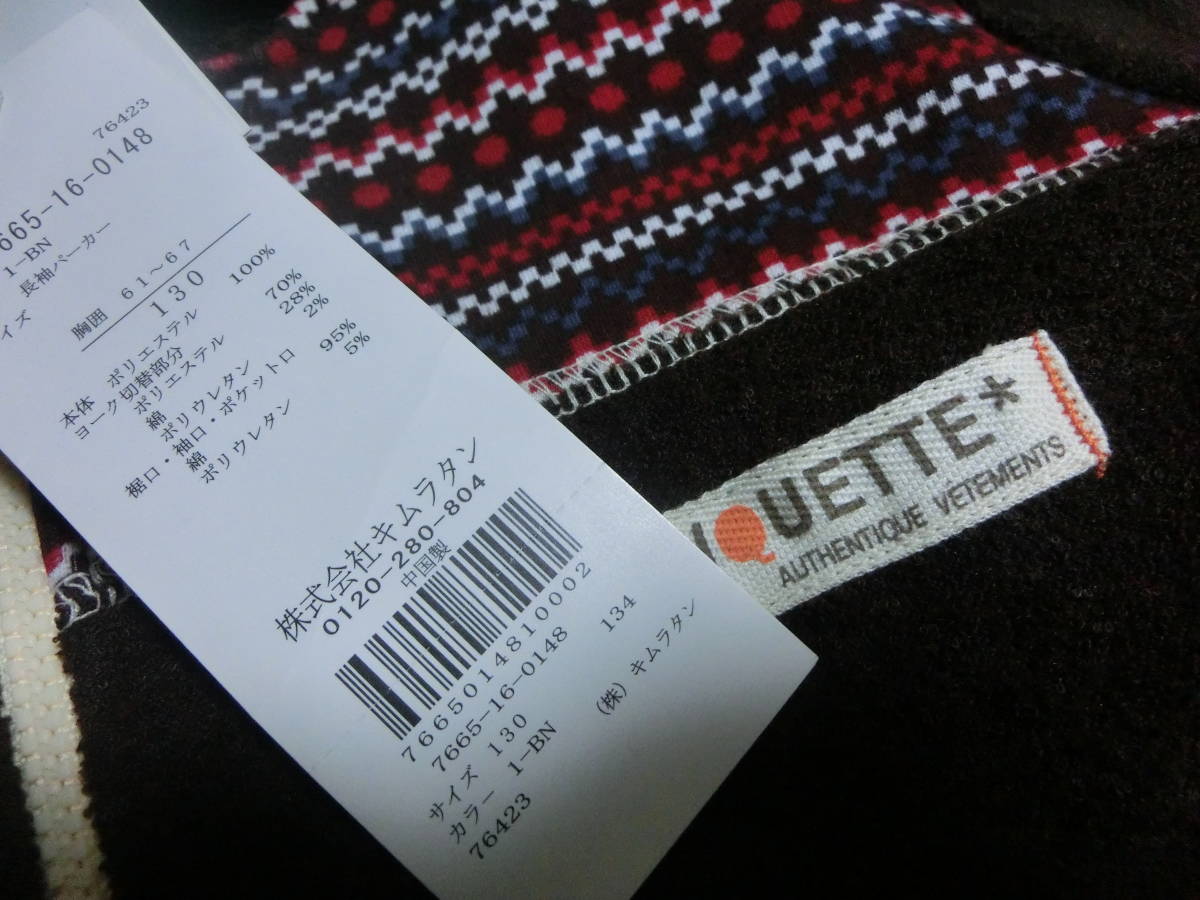 76423
665-16-0148
1-BN
長袖パーカー
イズ
胸囲 61~67
130
本体 ポリエステル 100%
ヨーク切替部分
ポリエステル 70%
綿 28%
ポリウレタン 2%
裾口・袖口・ポケット口
綿 95%
ポリウレタン 5%
株式会社キムラタン
0120-280-804
中国製
7665014810002
7665-16-0148 134
サイズ 130
カラー 1-BN (株) キムラタン
76423
QUETTE*
AUTHENTIQUE VETEMENTS